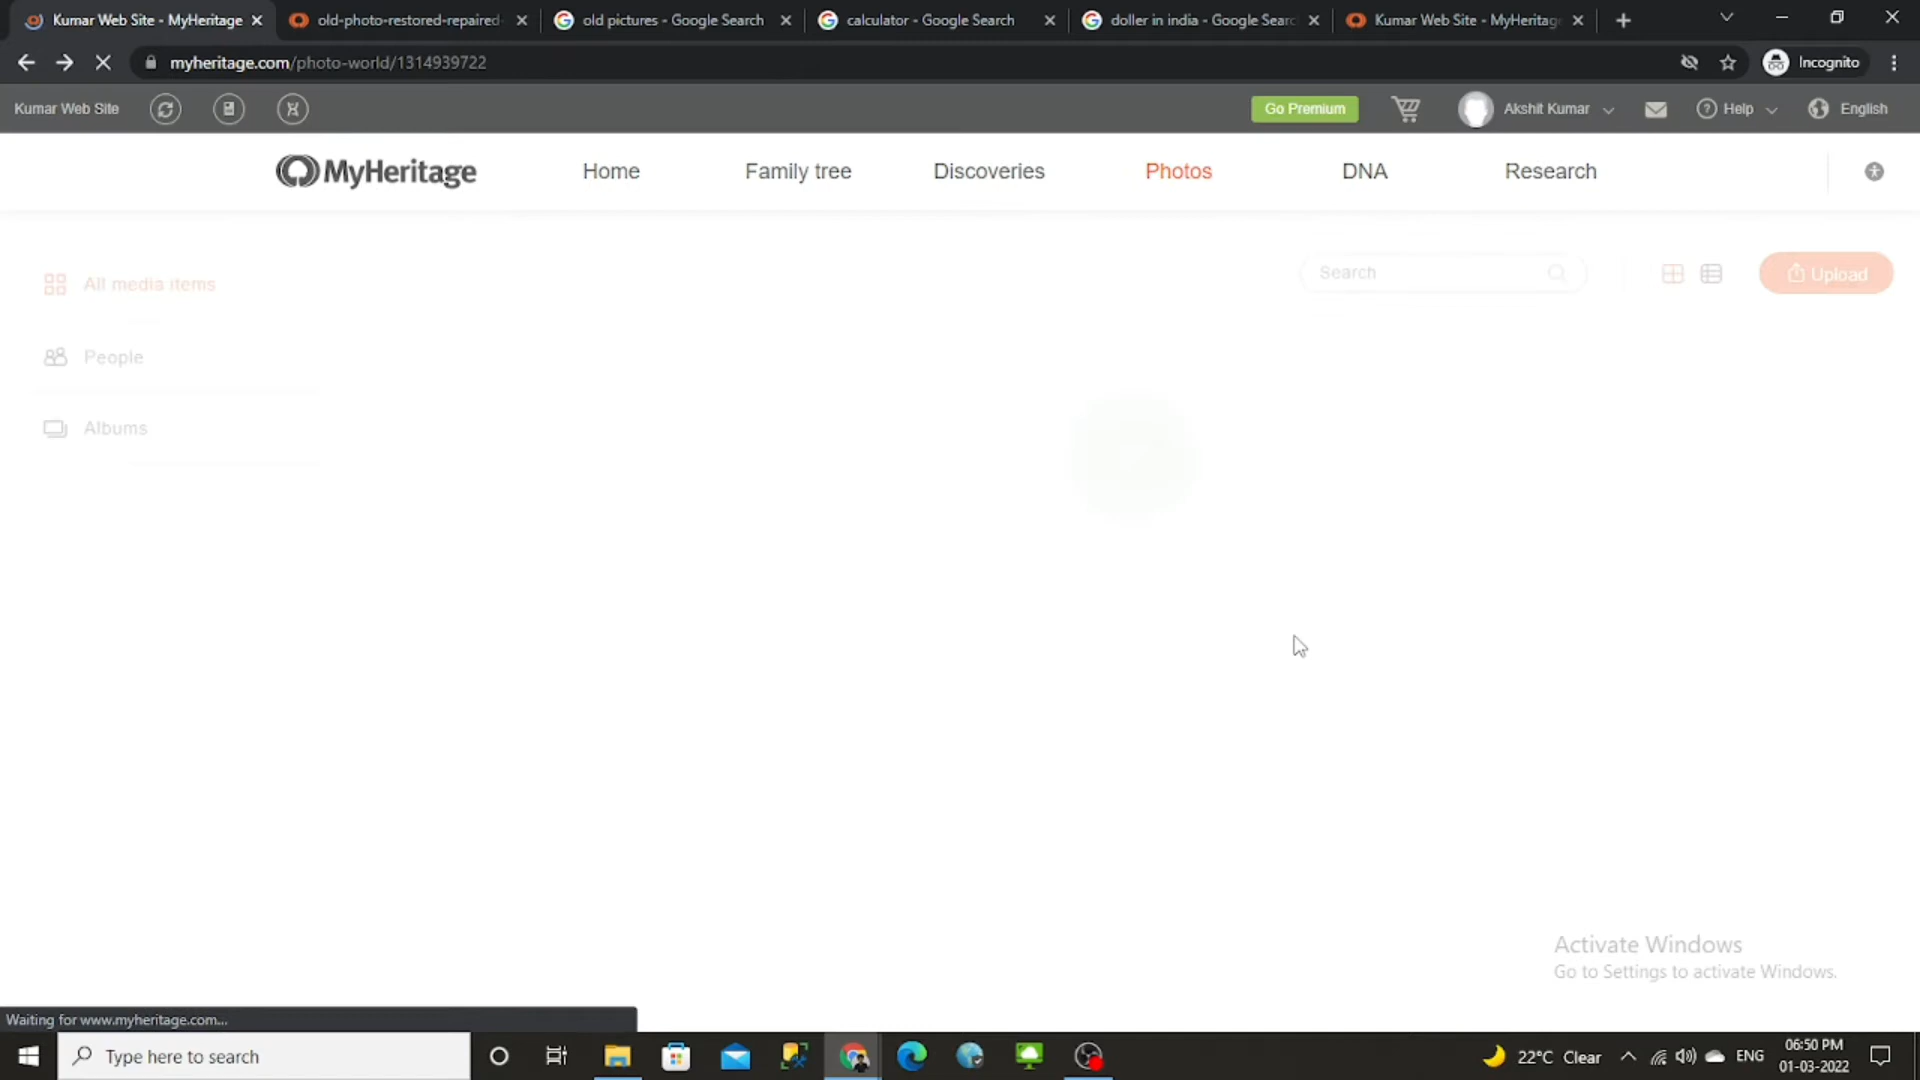 Kumar Web Site - MyHeritage
old-photo-restored-repaired-
old pictures - Google Search
calculator - Google Search
doller in india - Google Searc
Kumar Web Site - MyHeritage
myheritage.com/photo-world/1314939722
Incognito
Kumar Web Site
Go Premium
Akshit Kumar
Help
English
MyHeritage
Home
Family tree
Discoveries
Photos
DNA
Research
All media items
Search
Upload
People
Albums
Activate Windows
Go to Settings to activate Windows.
Waiting for www.myheritage.com...
Type here to search
22°C Clear
ENG
06:50 PM
01-03-2022